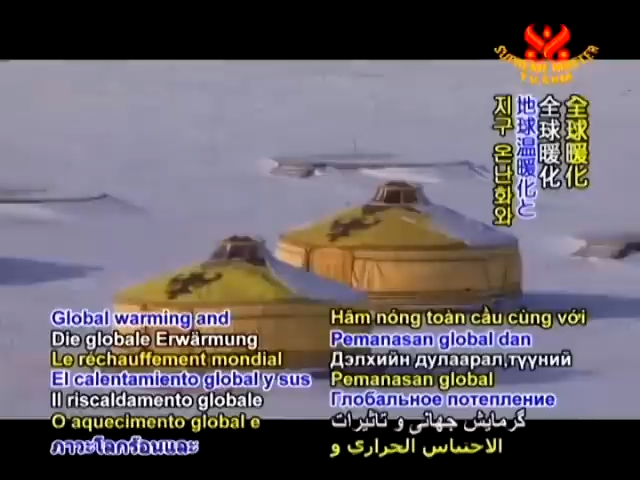 SUPREME MASTER
TV.COM
全球暖化
全球暖化
地球温暖化と
지구 온난화와
Global warming and
Die globale Erwärmung
Le réchauffement mondial
El calentamiento global y sus
Il riscaldamento globale
O aquecimento global e
ภาวะโลกร้อนและ
Hâm nóng toàn cầu cùng với
Pemanasan global dan
Дэлхийн дулаарал,түүний
Pemanasan global
Глобальное потепление
گرمایش جهانی و تاثیرات
الاحتباس الحراري و